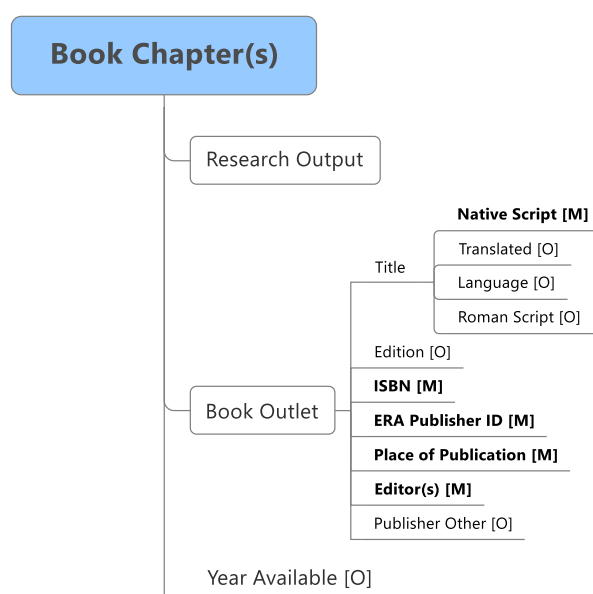 Book Chapter(s)
Research Output
Native Script [M]
Title
Translated [O]
Language [O]
Roman Script [O]
Edition [O]
ISBN [M]
Book Outlet
ERA Publisher ID [M]
Place of Publication [M]
Editor(s) [M]
Publisher Other [O]
Year Available [O]